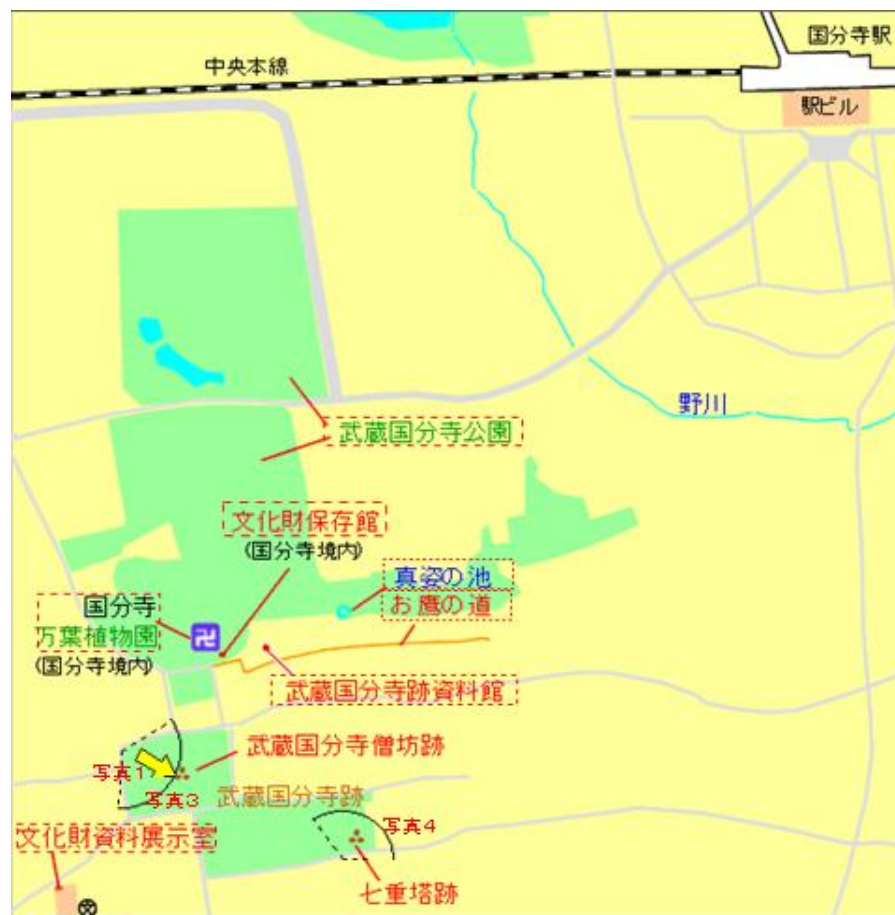 国分寺駅
中央本線
駅ビル
野川
武蔵国分寺公園
文化財保存館
(国分寺境内)
真姿の池
お鷹の道
国分寺
万葉植物園
(国分寺境内)
武蔵国分寺跡資料館
武蔵国分寺僧坊跡
写真1
写真3
武蔵国分寺跡
写真4
文化財資料展示室
七重塔跡